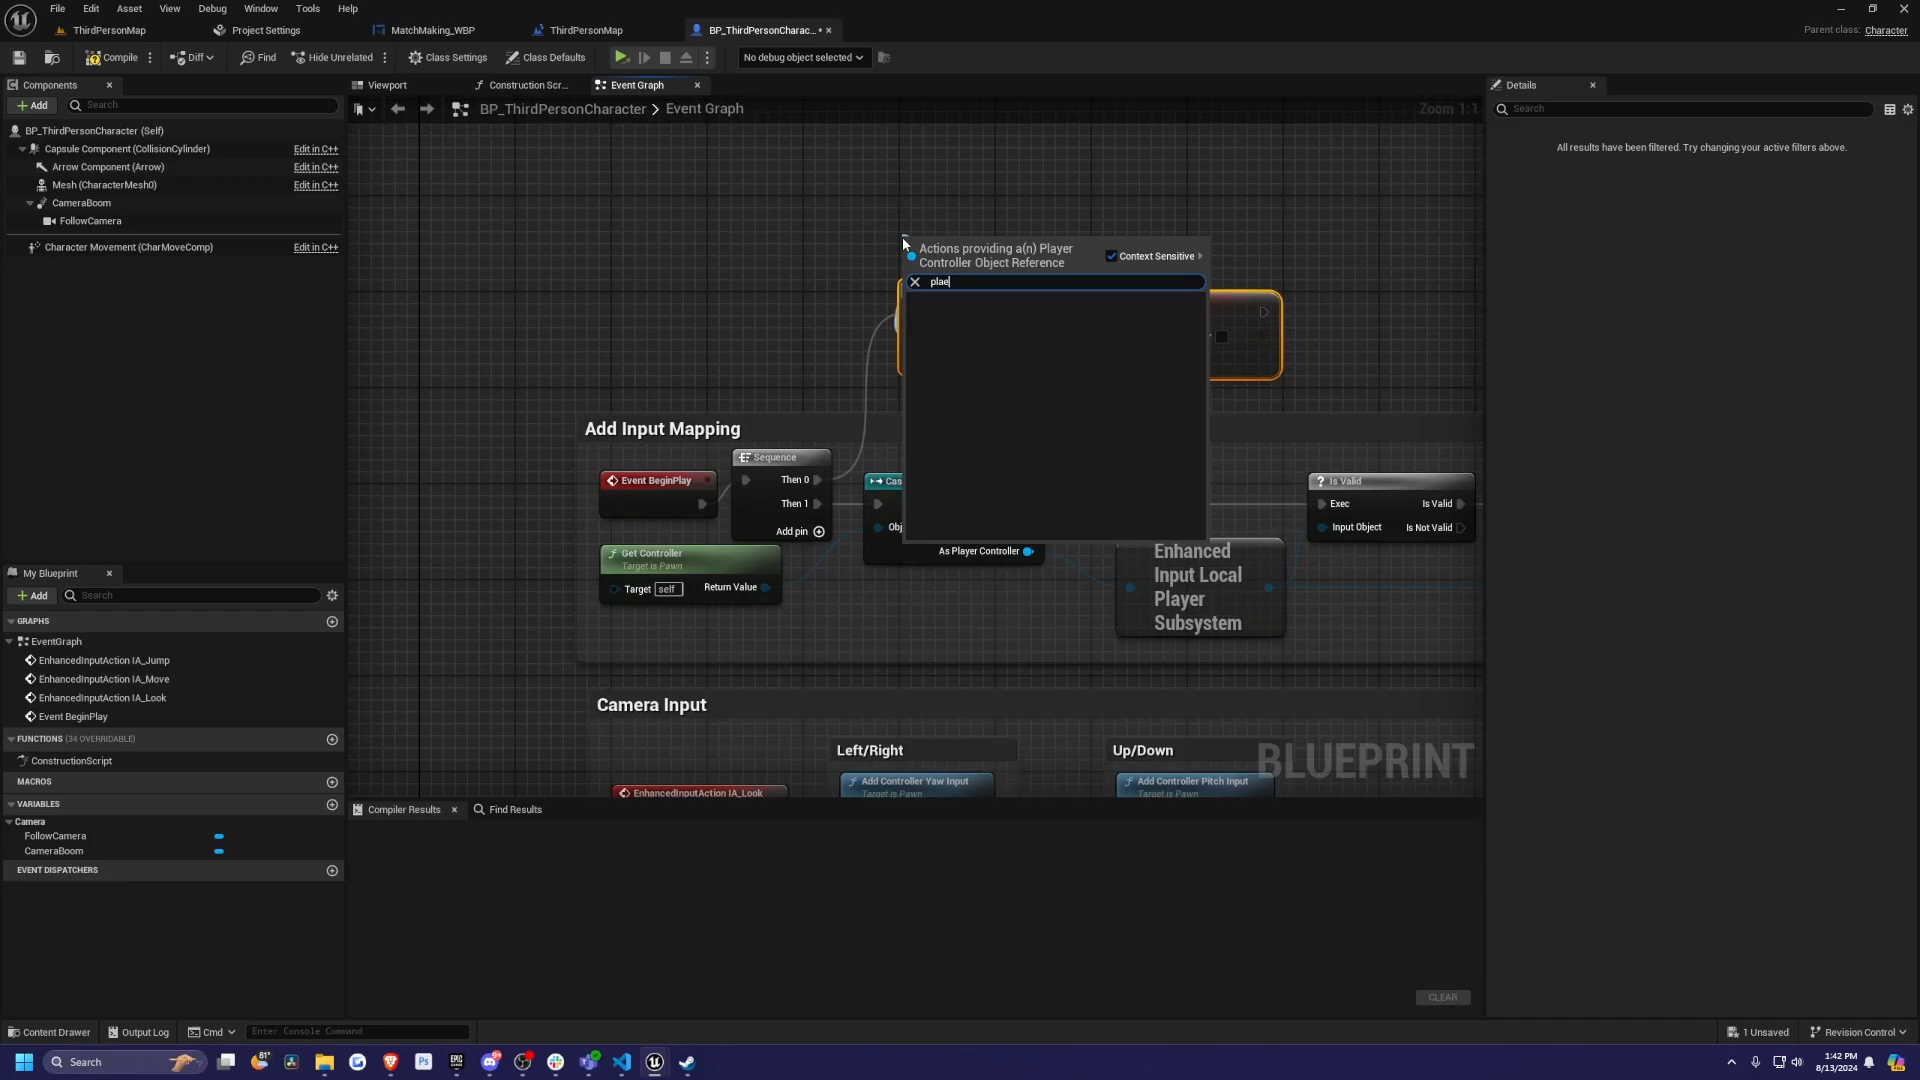 File Edit Asset View Debug Window Tools Help
ThirdPersonMap Project Settings MatchMaking_WBP ThirdPersonMap BP_ThirdPersonCharac... • Parent class: Character
Compile Diff Find Hide Unrelated Class Settings Class Defaults No debug object selected
Components Viewport Construction Scr... Event Graph Details
Add Search BP_ThirdPersonCharacter > Event Graph Zoom 1:1 Search
BP_ThirdPersonCharacter (Self)
Capsule Component (CollisionCylinder) Edit in C++
Arrow Component (Arrow) Edit in C++
Mesh (CharacterMesh0) Edit in C++
CameraBoom
FollowCamera
Character Movement (CharMoveComp) Edit in C++
All results have been filtered. Try changing your active filters above.
Actions providing a(n) Player
Controller Object Reference
Context Sensitive
plae
Add Input Mapping
Event BeginPlay
Sequence
Then 0
Then 1
Add pin
Get Controller
Target is Pawn
Target self Return Value
Cas
Obj
As Player Controller
Enhanced
Input Local
Player
Subsystem
? Is Valid
Exec Is Valid
Input Object Is Not Valid
Camera Input
Left/Right
Up/Down
BLUEPRINT
EnhancedInputAction IA_Look
Add Controller Yaw Input
Target is Pawn
Add Controller Pitch Input
Target is Pawn
My Blueprint
Add Search
GRAPHS
EventGraph
EnhancedInputAction IA_Jump
EnhancedInputAction IA_Move
EnhancedInputAction IA_Look
Event BeginPlay
FUNCTIONS (34 OVERRIDABLE)
ConstructionScript
MACROS
VARIABLES
Camera
FollowCamera
CameraBoom
EVENT DISPATCHERS
Compiler Results Find Results
CLEAR
Content Drawer Output Log Cmd Enter Console Command 1 Unsaved Revision Control
Search 81° 1:42 PM
8/13/2024